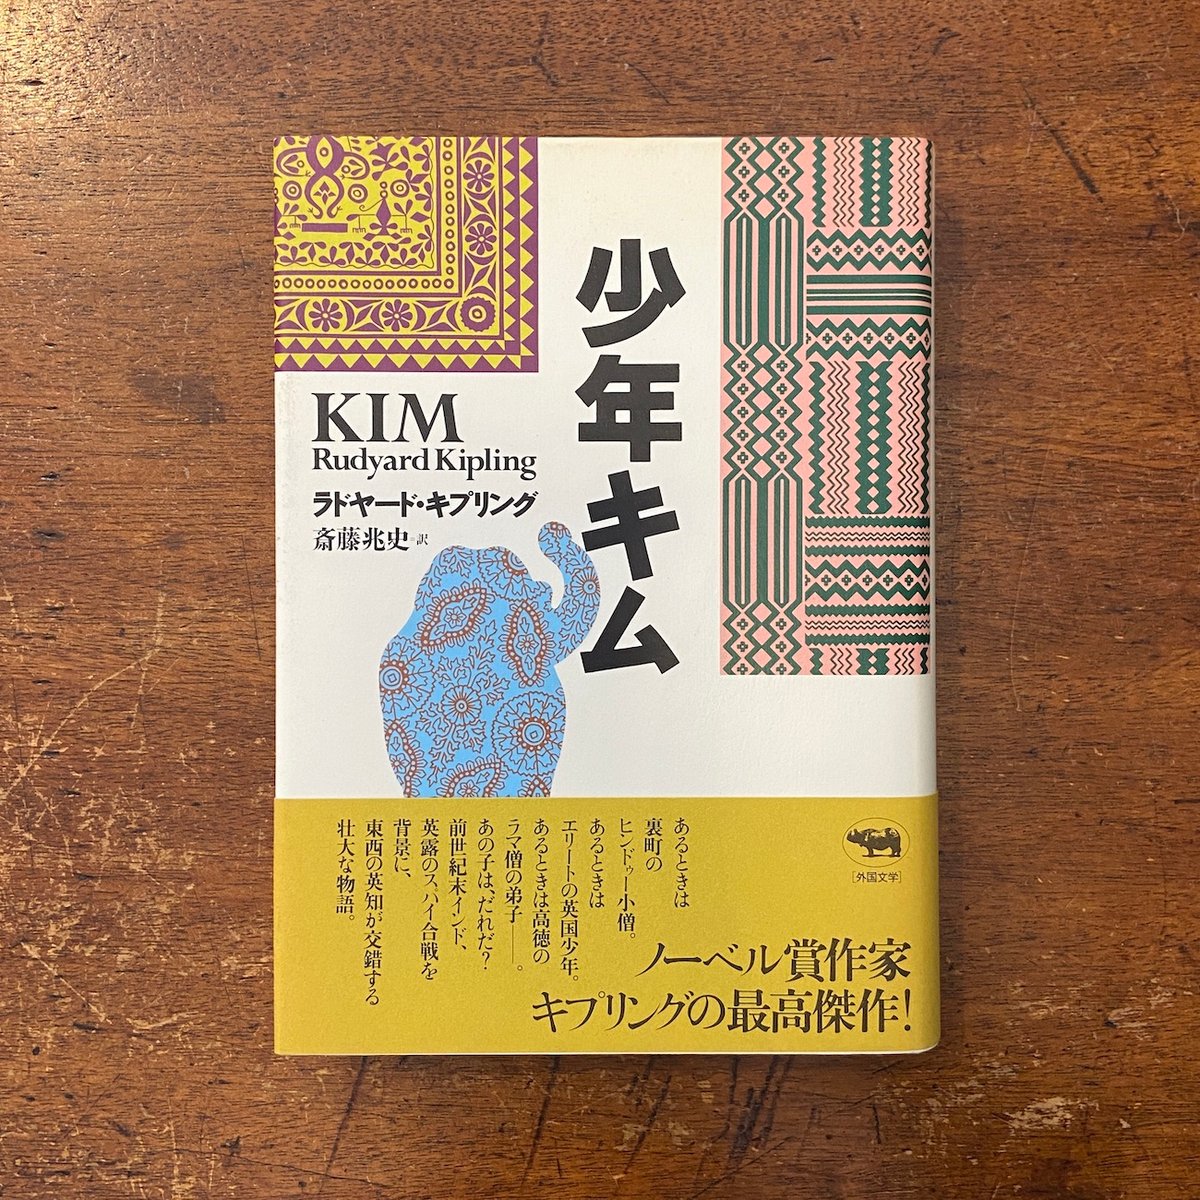 少年キム
KIM
Rudyard Kipling
ラドヤード・キプリング
斎藤兆史=訳
[外国文学]
あるときは
裏町の
ヒンドゥー小僧。
あるときは
エリートの英国少年。
あるときは高徳の
ラマ僧の弟子——。
あの子は、だれだ?
前世紀末インド、
英露のスパイ合戦を
背景に、
東西の英知が交錯する
壮大な物語。
ノーベル賞作家
キプリングの最高傑作!